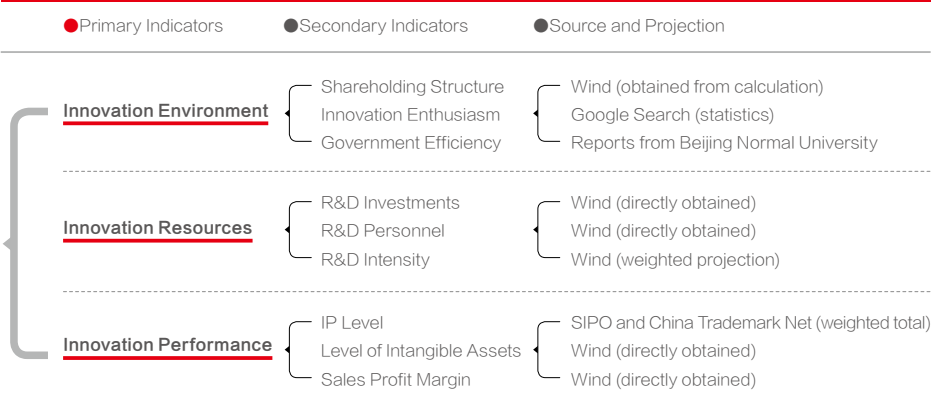 ●Primary Indicators ●Secondary Indicators ●Source and Projection
Shareholding Structure Wind (obtained from calculation)
Innovation Environment Innovation Enthusiasm Google Search (statistics)
Government Efficiency Reports from Beijing Normal University
R&D Investments Wind (directly obtained)
Innovation Resources R&D Personnel Wind (directly obtained)
R&D Intensity Wind (weighted projection)
IP Level SIPO and China Trademark Net (weighted total)
Innovation Performance Level of Intangible Assets Wind (directly obtained)
Sales Profit Margin Wind (directly obtained)